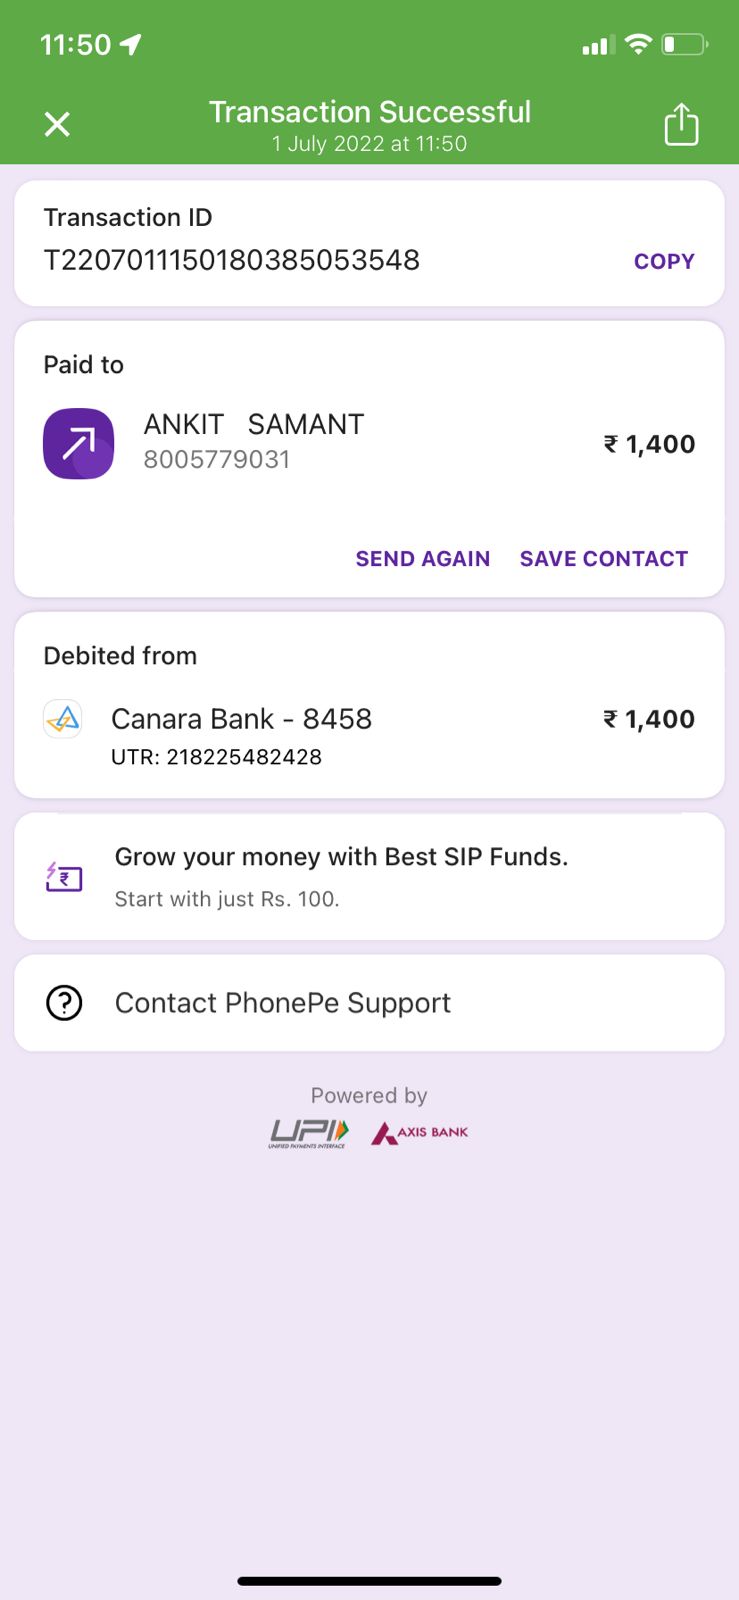 11:50
Transaction Successful
1 July 2022 at 11:50
Transaction ID
T2207011150180385053548
COPY
Paid to
ANKIT SAMANT
8005779031
₹ 1,400
SEND AGAIN SAVE CONTACT
Debited from
Canara Bank - 8458
₹ 1,400
UTR: 218225482428
Grow your money with Best SIP Funds.
Start with just Rs. 100.
Contact PhonePe Support
Powered by
UPI
UNIFIED PAYMENTS INTERFACE
AXIS BANK